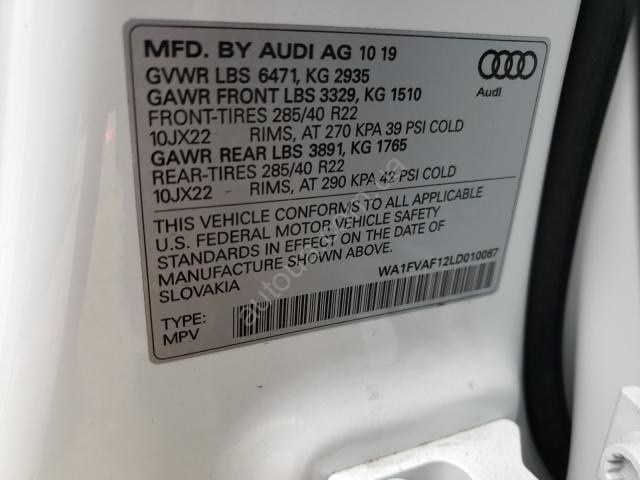 MFD. BY AUDI AG 10 19
GVWR LBS 6471, KG 2935
GAWR FRONT LBS 3329, KG 1510
FRONT-TIRES 285/40 R22
10JX22 RIMS, AT 270 KPA 39 PSI COLD
GAWR REAR LBS 3891, KG 1765
REAR-TIRES 285/40 R22
10JX22 RIMS, AT 290 KPA 42 PSI COLD
Audi
THIS VEHICLE CONFORMS TO ALL APPLICABLE
U.S. FEDERAL MOTOR VEHICLE SAFETY
STANDARDS IN EFFECT ON THE DATE OF
MANUFACTURE SHOWN ABOVE.
SLOVAKIA
WA1FVAF12LD010087
TYPE:
MPV